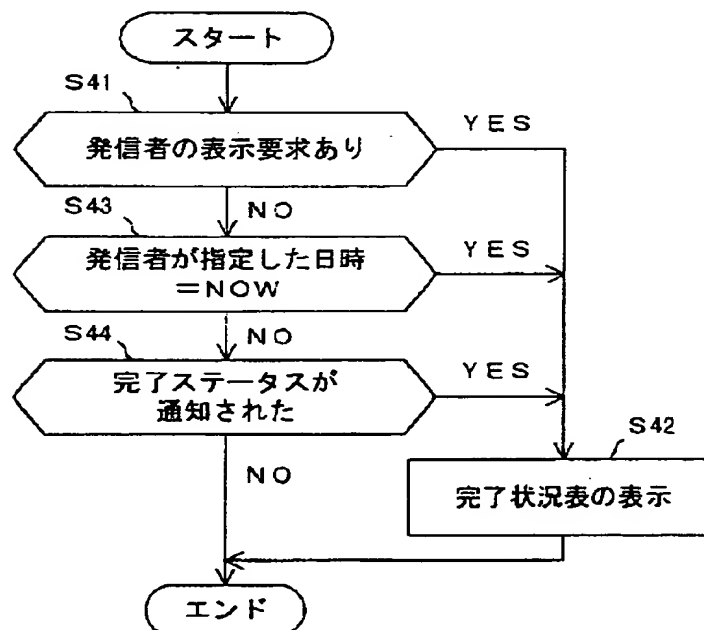 スタート
S41
発信者の表示要求あり
YES
NO
S43
発信者が指定した日時
=NOW
YES
NO
S44
完了ステータスが
通知された
YES
NO
S42
完了状況表の表示
エンド